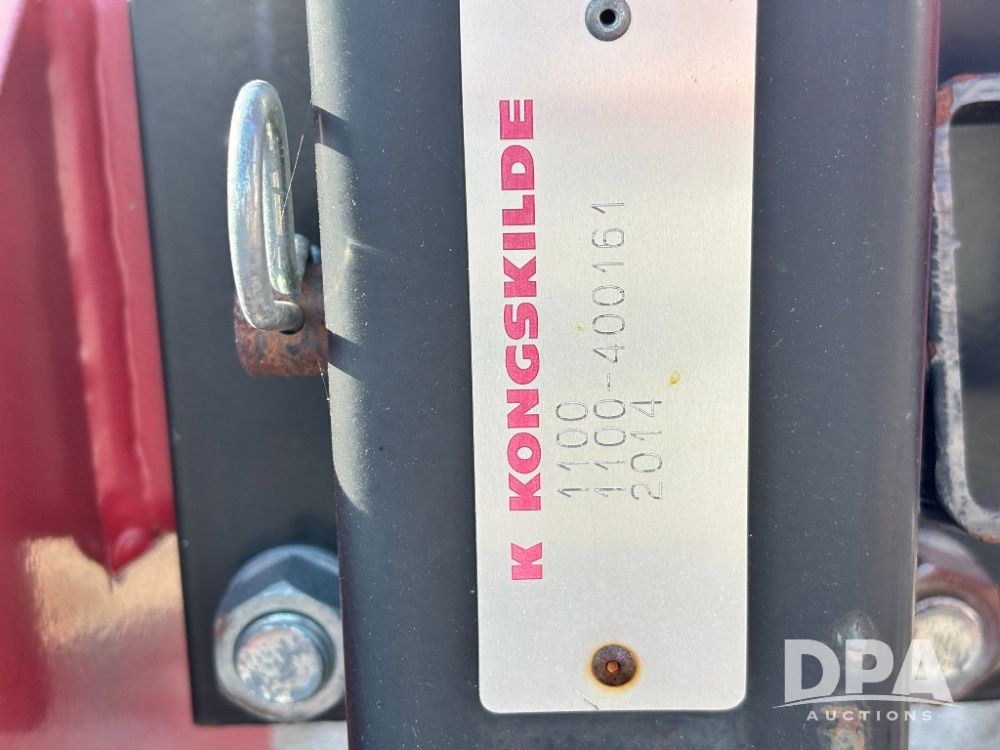 K KONGSKILDE
1100
1100-400161
2014
DPA
AUCTIONS